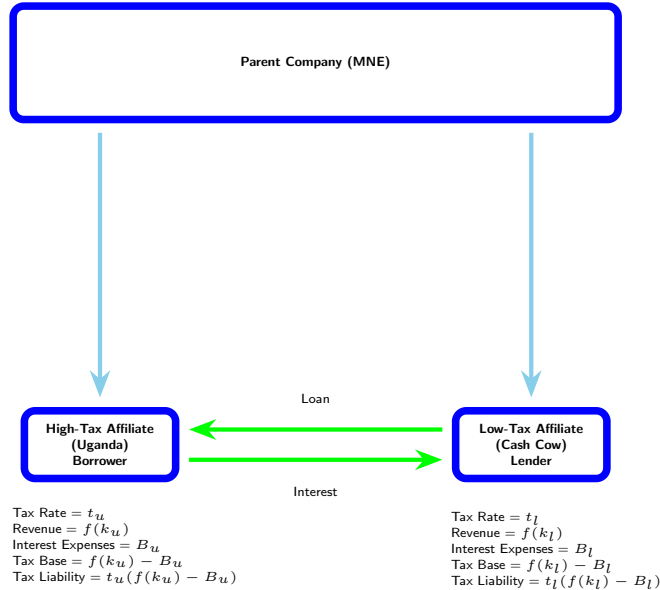 Parent Company (MNE)
Loan
High-Tax Affiliate
(Uganda)
Borrower
Low-Tax Affiliate
(Cash Cow)
Lender
Interest
Tax Rate = t_u
Revenue = f(k_u)
Interest Expenses = B_u
Tax Base = f(k_u) − B_u
Tax Liability = t_u(f(k_u) − B_u)
Tax Rate = t_l
Revenue = f(k_l)
Interest Expenses = B_l
Tax Base = f(k_l) − B_l
Tax Liability = t_l(f(k_l) − B_l)